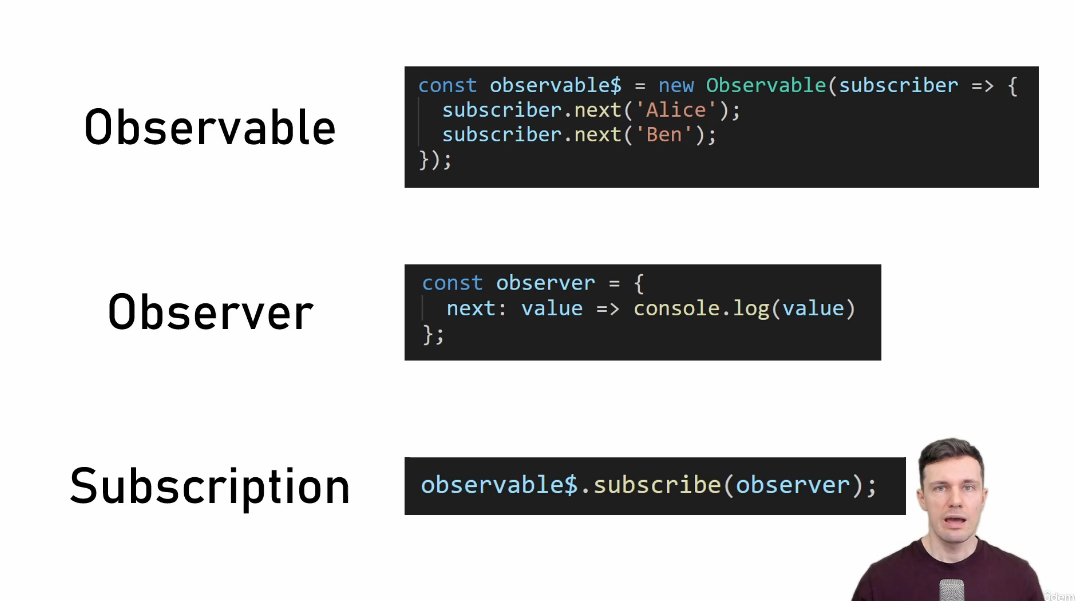 Observable
const observable$ = new Observable(subscriber => {
subscriber.next('Alice');
subscriber.next('Ben');
});
Observer
const observer = {
next: value => console.log(value)
};
Subscription
observable$.subscribe(observer);